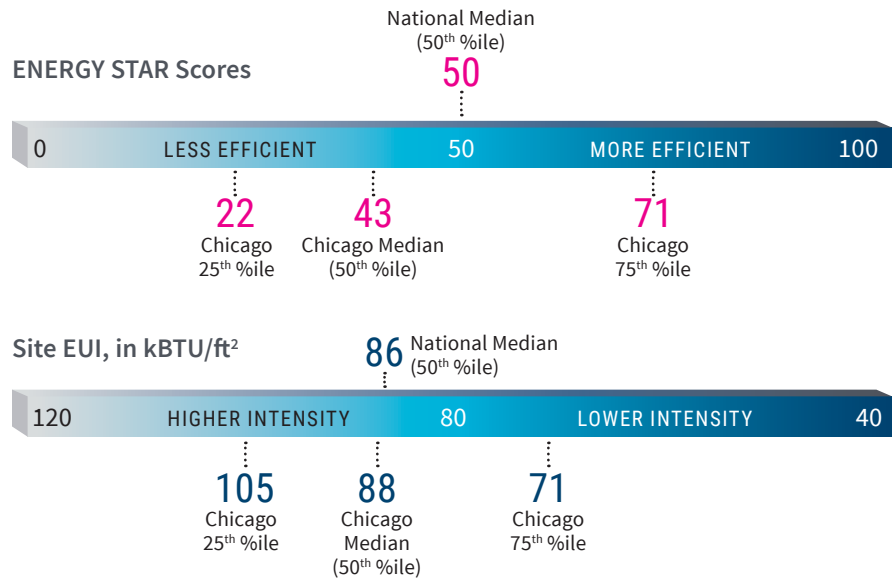 National Median
(50th %ile)
ENERGY STAR Scores
50
0 LESS EFFICIENT 50 MORE EFFICIENT 100
22 43 71
Chicago Chicago Median Chicago
25th %ile (50th %ile) 75th %ile
Site EUI, in kBTU/ft²
86 National Median
(50th %ile)
120 HIGHER INTENSITY 80 LOWER INTENSITY 40
105 88 71
Chicago Chicago Chicago
25th %ile Median 75th %ile
(50th %ile)